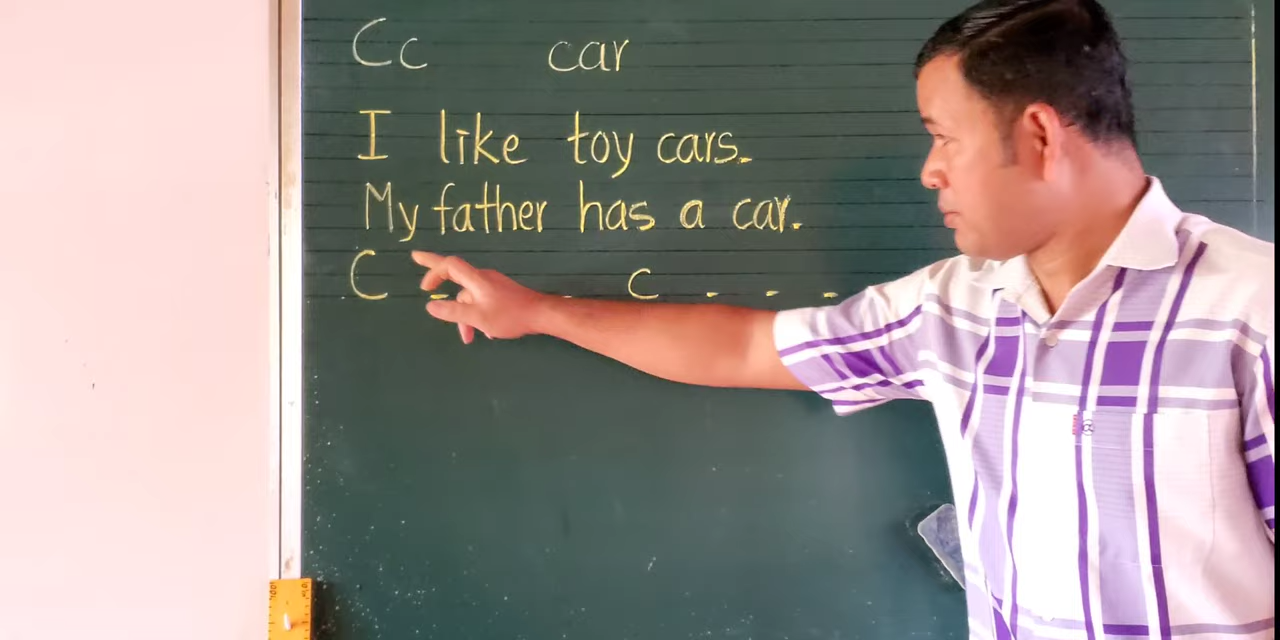 Cc car
I like toy cars.
My father has a car.
C - - c - - -